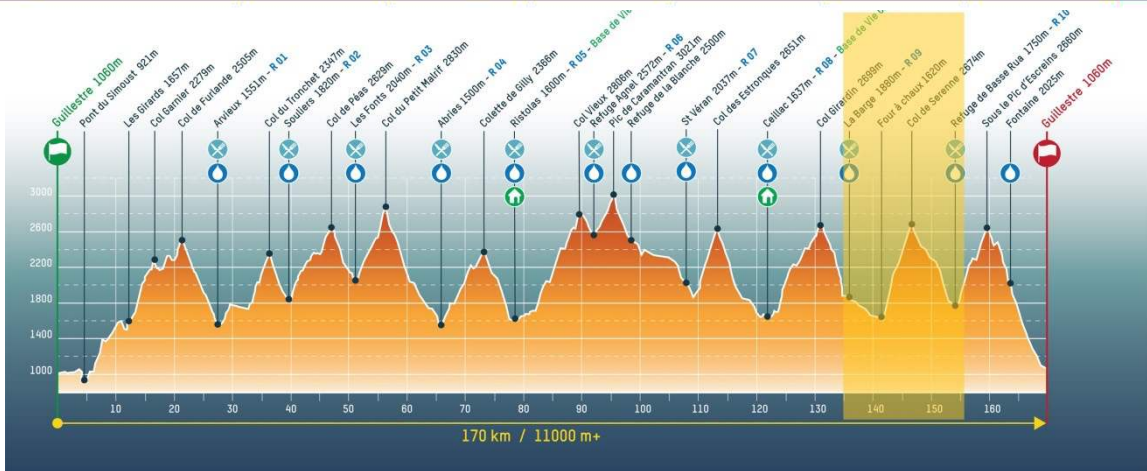 Guillestre 1060m
Pont du Simoust 921m
Les Girards 1657m
Col Garnier 2279m
Col de Furfande 2505m
Arvieux 1551m - R 01
Col du Tronchet 2347m
Souliers 1820m - R 02
Col de Péas 2629m
Les Fonts 2040m - R 03
Col du Petit Malrif 2830m
Abries 1500m - R 04
Colette de Gilly 2366m
Ristolas 1600m - R 05 - Base de Vie
Col Vieux 2806m
Refuge Agnel 2572m - R 06
Pic de Caramantran 3021m
Refuge de la Blanche 2500m
St Véran 2037m - R 07
Col des Estronques 2651m
Ceillac 1637m - R 08 - Base de Vie
Col Girardin 2699m
La Barge 1880m - R 09
Four à chaux 1620m
Col de Serenne 2674m
Refuge de Basse Rua 1750m - R 10
Sous le Pic d'Escreins 2660m
Fontaine 2025m
Guillestre 1060m
3000
2600
2200
1800
1400
1000
10 20 30 40 50 60 70 80 90 100 110 120 130 140 150 160
170 km / 11000 m+